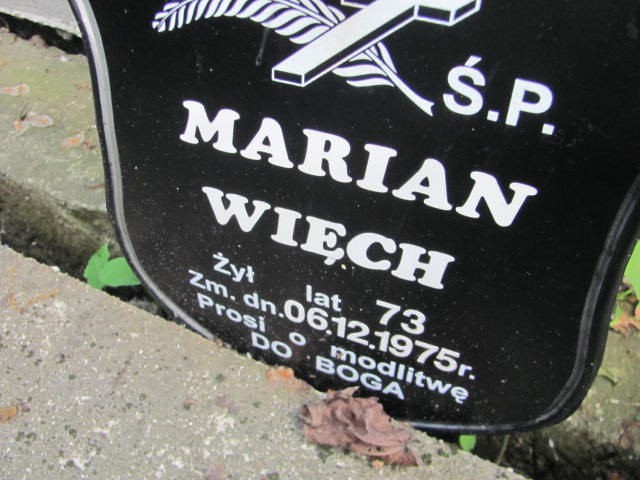 Ś.P.
MARIAN
WIĘCH
Żył lat 73
Zm. dn. 06.12.1975r.
Prosi o modlitwę
DO BOGA